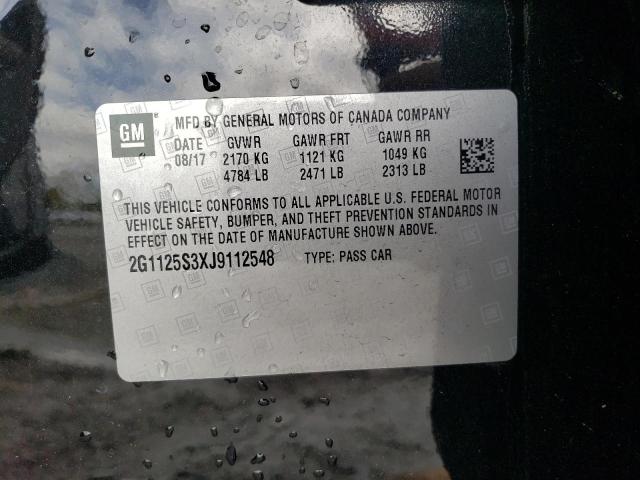 GM
MFD BY GENERAL MOTORS OF CANADA COMPANY
DATE GVWR GAWR FRT GAWR RR
08/17 2170 KG 1121 KG 1049 KG
4784 LB 2471 LB 2313 LB
THIS VEHICLE CONFORMS TO ALL APPLICABLE U.S. FEDERAL MOTOR
VEHICLE SAFETY, BUMPER, AND THEFT PREVENTION STANDARDS IN
EFFECT ON THE DATE OF MANUFACTURE SHOWN ABOVE.
2G1125S3XJ9112548 TYPE: PASS CAR